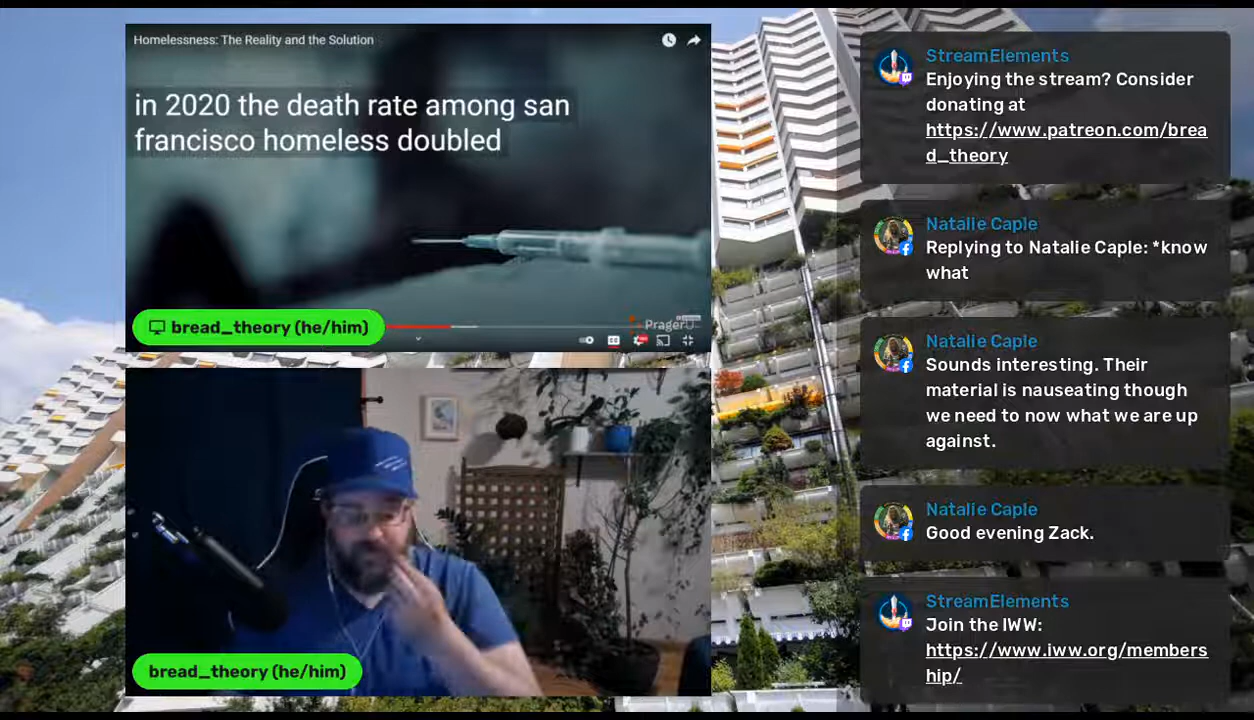 Homelessness: The Reality and the Solution
in 2020 the death rate among san
francisco homeless doubled
bread_theory (he/him)
PragerU
bread_theory (he/him)
StreamElements
Enjoying the stream? Consider
donating at
https://www.patreon.com/brea
d_theory
Natalie Caple
Replying to Natalie Caple: *know
what
Natalie Caple
Sounds interesting. Their
material is nauseating though
we need to now what we are up
against.
Natalie Caple
Good evening Zack.
StreamElements
Join the IWW:
https://www.iww.org/members
hip/